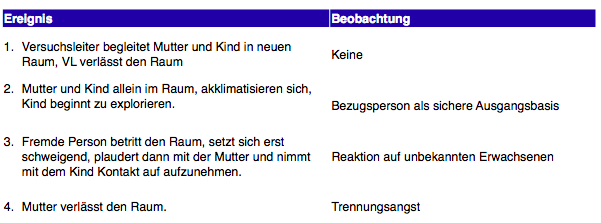 Ereignis Beobachtung
1. Versuchsleiter begleitet Mutter und Kind in neuen
Raum, VL verlässt den Raum
Keine
2. Mutter und Kind allein im Raum, akklimatisieren sich,
Kind beginnt zu explorieren.
Bezugsperson als sichere Ausgangsbasis
3. Fremde Person betritt den Raum, setzt sich erst
schweigend, plaudert dann mit der Mutter und nimmt
mit dem Kind Kontakt auf aufzunehmen.
Reaktion auf unbekannten Erwachsenen
4. Mutter verlässt den Raum.
Trennungsangst